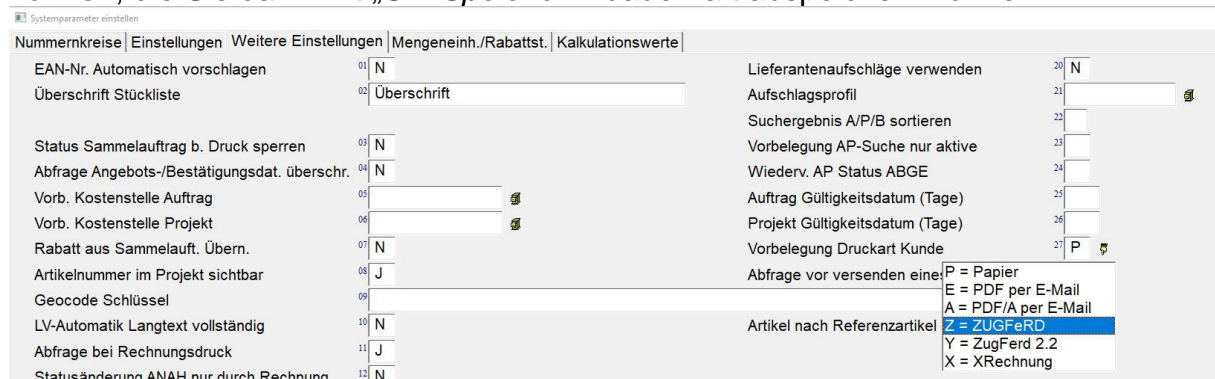 Systemparameter einstellen
Nummernkreise Einstellungen Weitere Einstellungen Mengeneinh./Rabattst. Kalkulationswerte
EAN-Nr. Automatisch vorschlagen 01 N
Überschrift Stückliste 02 Überschrift
Status Sammelauftrag b. Druck sperren 03 N
Abfrage Angebots-/Bestätigungsdat. überschr. 04 N
Vorb. Kostenstelle Auftrag 05
Vorb. Kostenstelle Projekt 06
Rabatt aus Sammelauft. Übern. 07 N
Artikelnummer im Projekt sichtbar 08 J
Geocode Schlüssel 09
LV-Automatik Langtext vollständig 10 N
Abfrage bei Rechnungsdruck 11 J
Statusänderung ANAH nur durch Rechnung 12 N
Lieferantenaufschläge verwenden 20 N
Aufschlagsprofil 21
Suchergebnis A/P/B sortieren 22
Vorbelegung AP-Suche nur aktive 23
Wiederv. AP Status ABGE 24
Auftrag Gültigkeitsdatum (Tage) 25
Projekt Gültigkeitsdatum (Tage) 26
Vorbelegung Druckart Kunde 27 P
Abfrage vor versenden eines
Artikel nach Referenzartikel
P = Papier
E = PDF per E-Mail
A = PDF/A per E-Mail
Z = ZUGFeRD
Y = ZugFerd 2.2
X = XRechnung